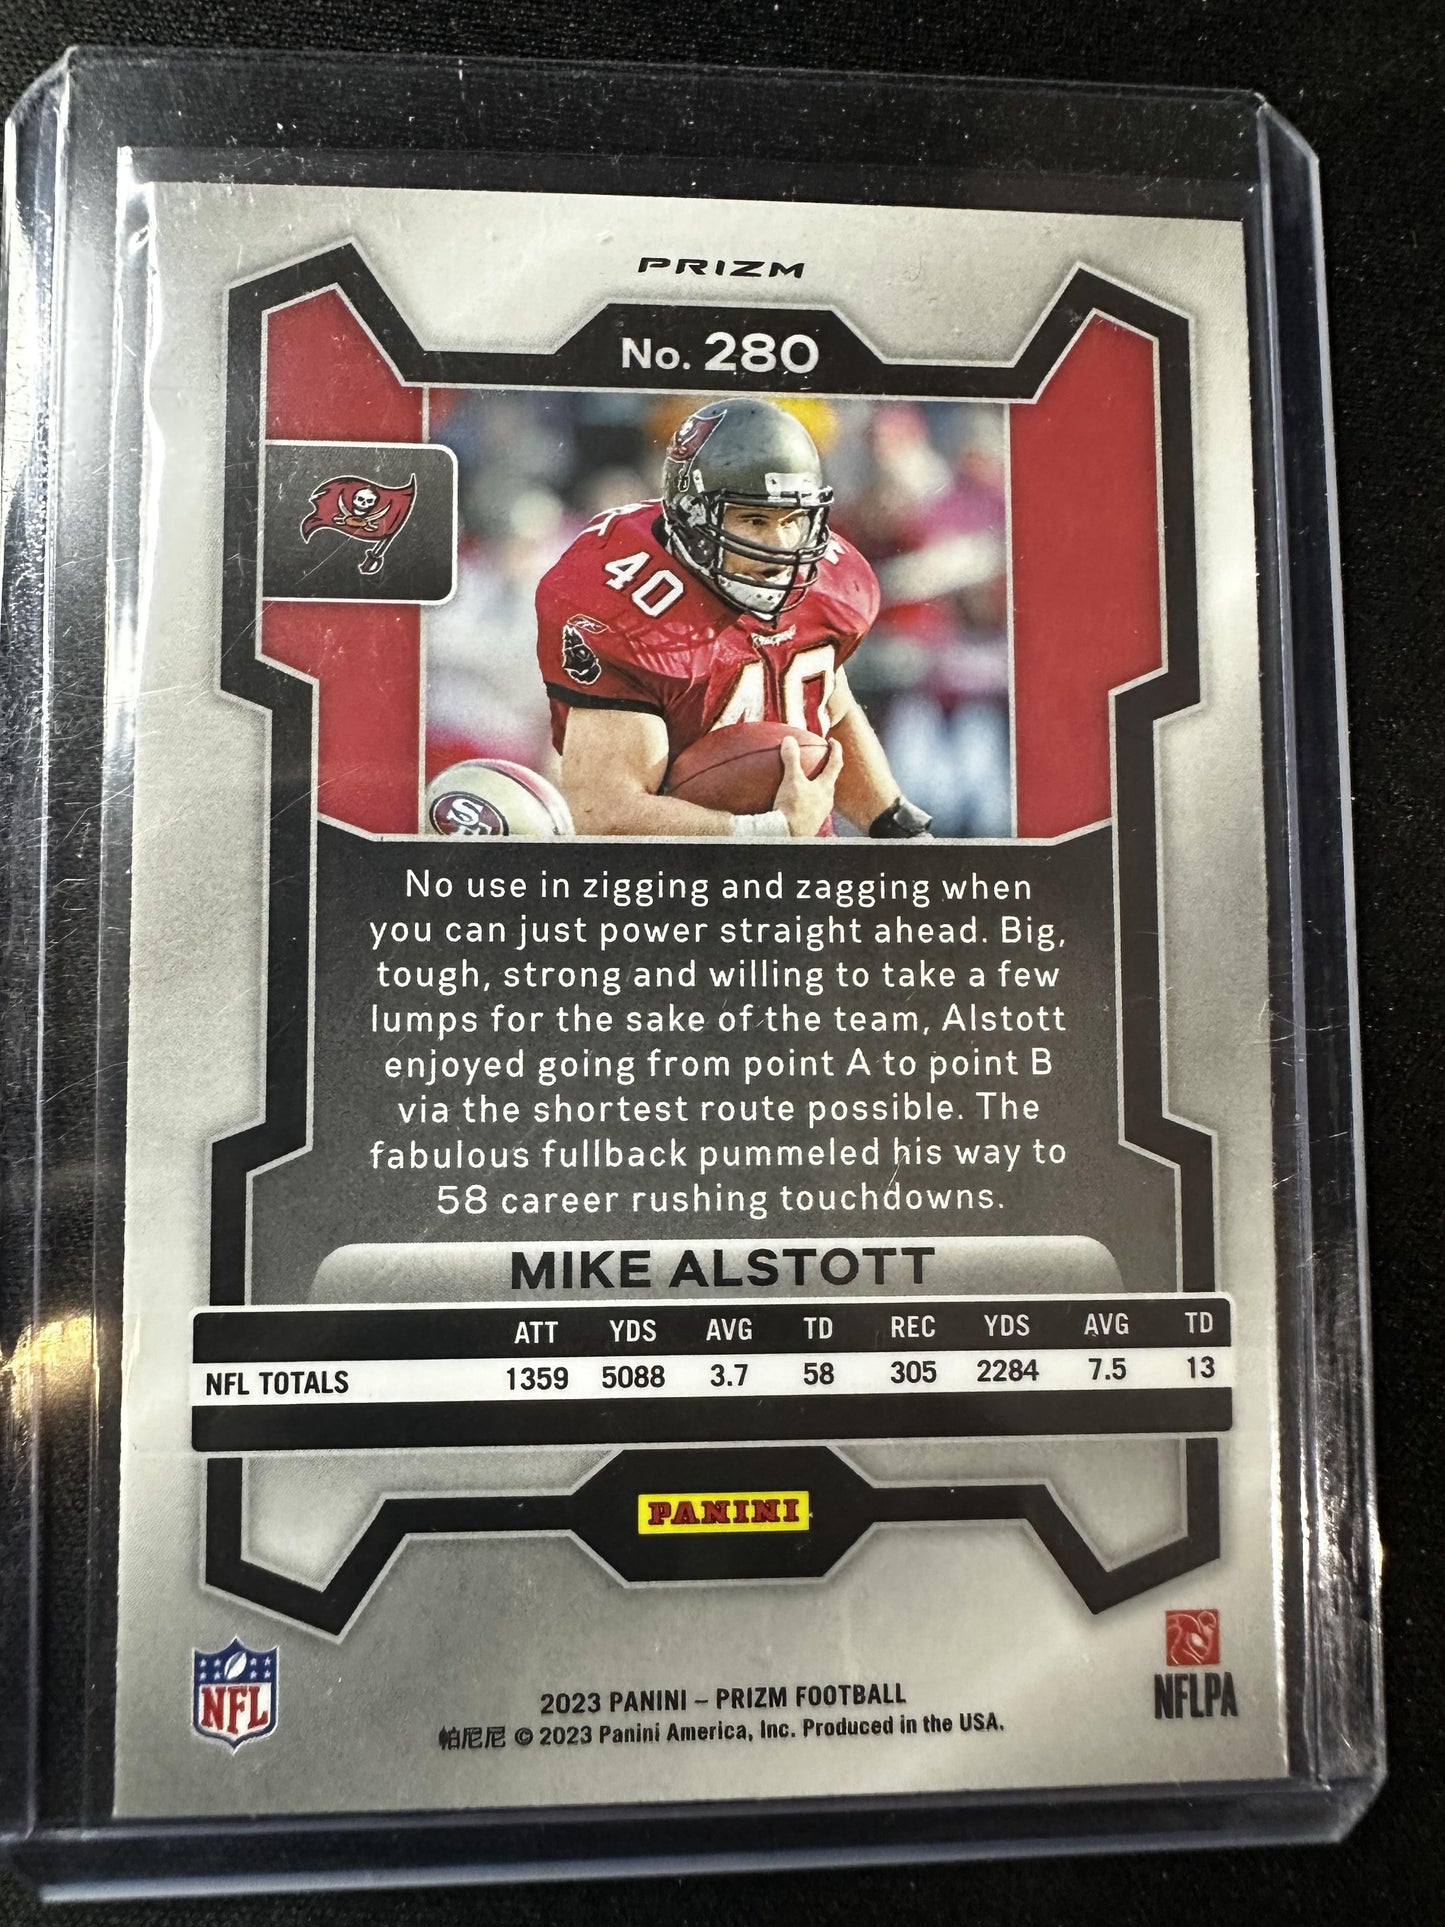 PRIZM
No. 280
40
40
No use in zigging and zagging when
you can just power straight ahead. Big,
tough, strong and willing to take a few
lumps for the sake of the team, Alstott
enjoyed going from point A to point B
via the shortest route possible. The
fabulous fullback pummeled his way to
58 career rushing touchdowns.
MIKE ALSTOTT
ATT YDS AVG TD REC YDS AVG TD
NFL TOTALS 1359 5088 3.7 58 305 2284 7.5 13
PANINI
NFL
NFLPA
2023 PANINI – PRIZM FOOTBALL
帕尼尼 © 2023 Panini America, Inc. Produced in the USA.